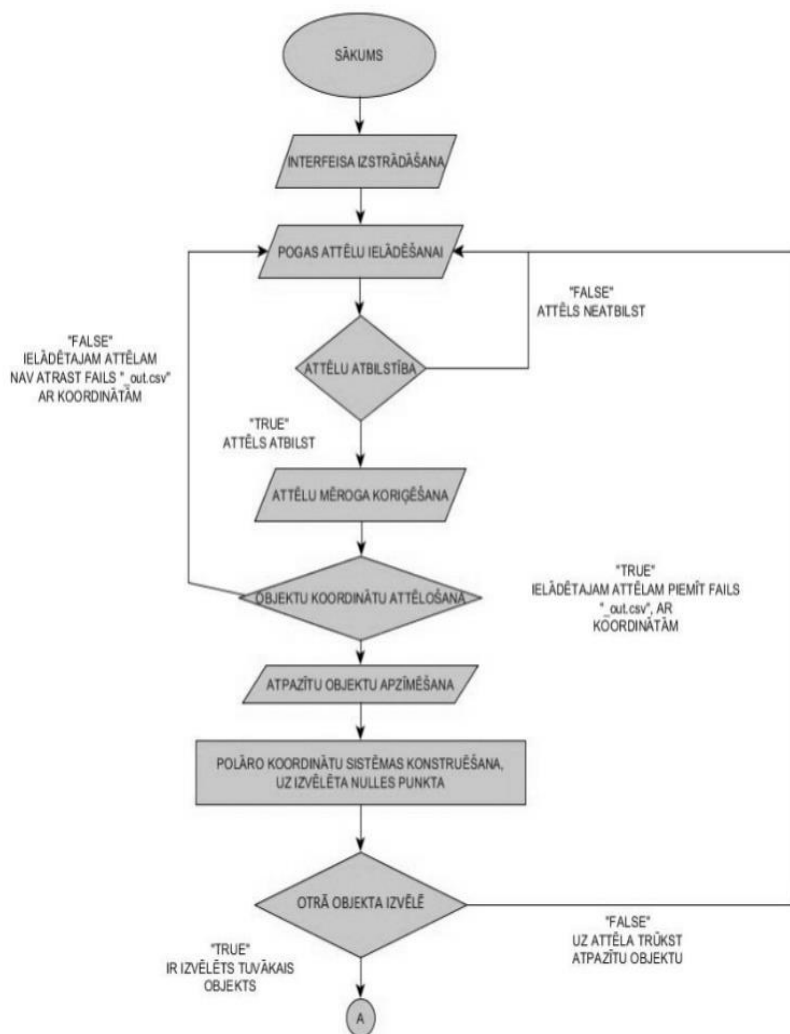 SĀKUMS
INTERFEISA IZSTRĀDĀŠANA
POGAS ATTĒLU IELĀDĒŠANAI
"FALSE"
ATTĒLS NEATBILST
"FALSE"
IELĀDĒTAJAM ATTĒLAM
NAV ATRAST FAILS "_out.csv"
AR KOORDINĀTĀM
ATTĒLU ATBILSTĪBA
"TRUE"
ATTĒLS ATBILST
ATTĒLU MĒROGA KORIĢĒŠANA
"TRUE"
IELĀDĒTAJAM ATTĒLAM PIEMĪT FAILS
"_out.csv", AR
KOORDINĀTĀM
OBJEKTU KOORDINĀTU ATTĒLOŠANA
ATPAZĪTU OBJEKTU APZĪMĒŠANA
POLĀRO KOORDINĀTU SISTĒMAS KONSTRUĒŠANA,
UZ IZVĒLĒTA NULLES PUNKTA
OTRĀ OBJEKTA IZVĒLĒ
"FALSE"
UZ ATTĒLA TRŪKST
ATPAZĪTU OBJEKTU
"TRUE"
IR IZVĒLĒTS TUVĀKAIS
OBJEKTS
A